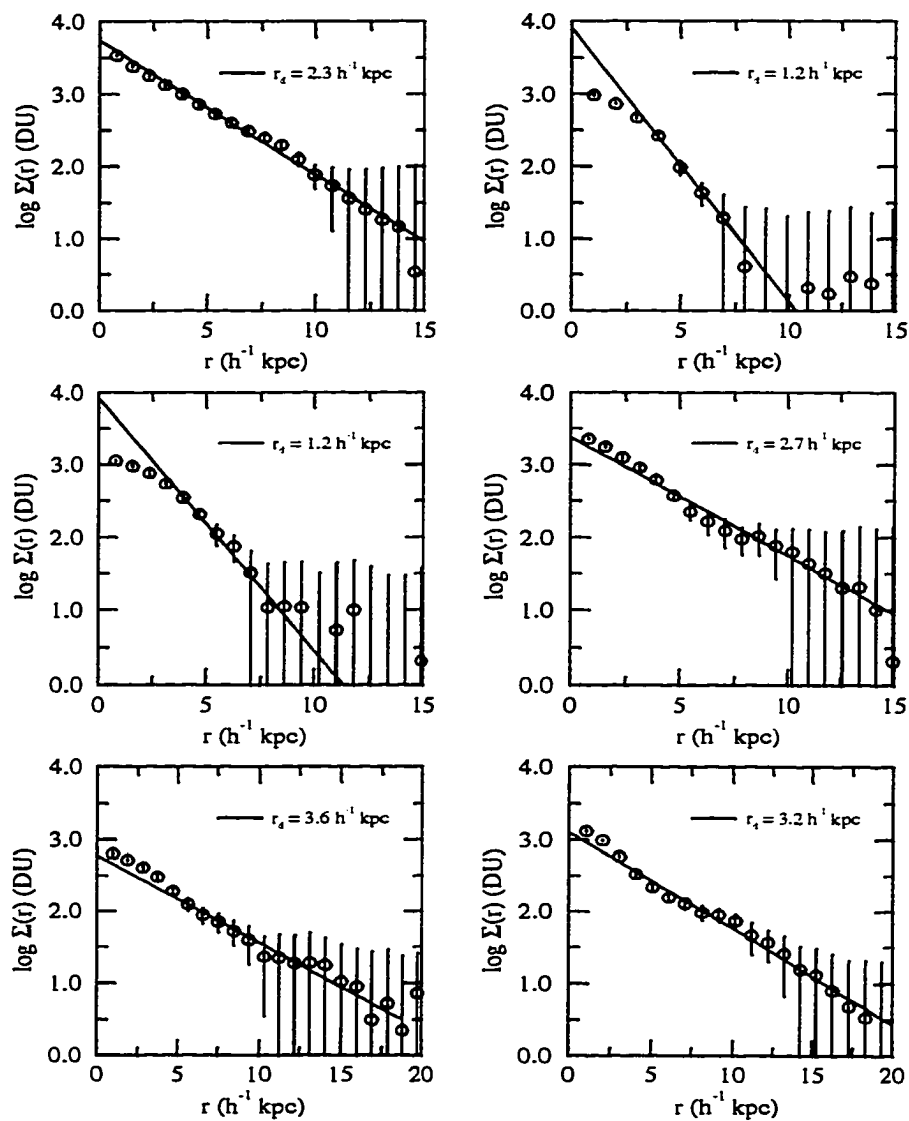 4.0
3.0
2.0
1.0
0.0
log Σ(r) (DU)
r_d = 2.3 h^-1 kpc
0 5 10 15
r (h^-1 kpc)
4.0
3.0
2.0
1.0
0.0
log Σ(r) (DU)
r_d = 1.2 h^-1 kpc
0 5 10 15
r (h^-1 kpc)
4.0
3.0
2.0
1.0
0.0
log Σ(r) (DU)
r_d = 1.2 h^-1 kpc
0 5 10 15
r (h^-1 kpc)
4.0
3.0
2.0
1.0
0.0
log Σ(r) (DU)
r_d = 2.7 h^-1 kpc
0 5 10 15
r (h^-1 kpc)
4.0
3.0
2.0
1.0
0.0
log Σ(r) (DU)
r_d = 3.6 h^-1 kpc
0 5 10 15 20
r (h^-1 kpc)
4.0
3.0
2.0
1.0
0.0
log Σ(r) (DU)
r_d = 3.2 h^-1 kpc
0 5 10 15 20
r (h^-1 kpc)